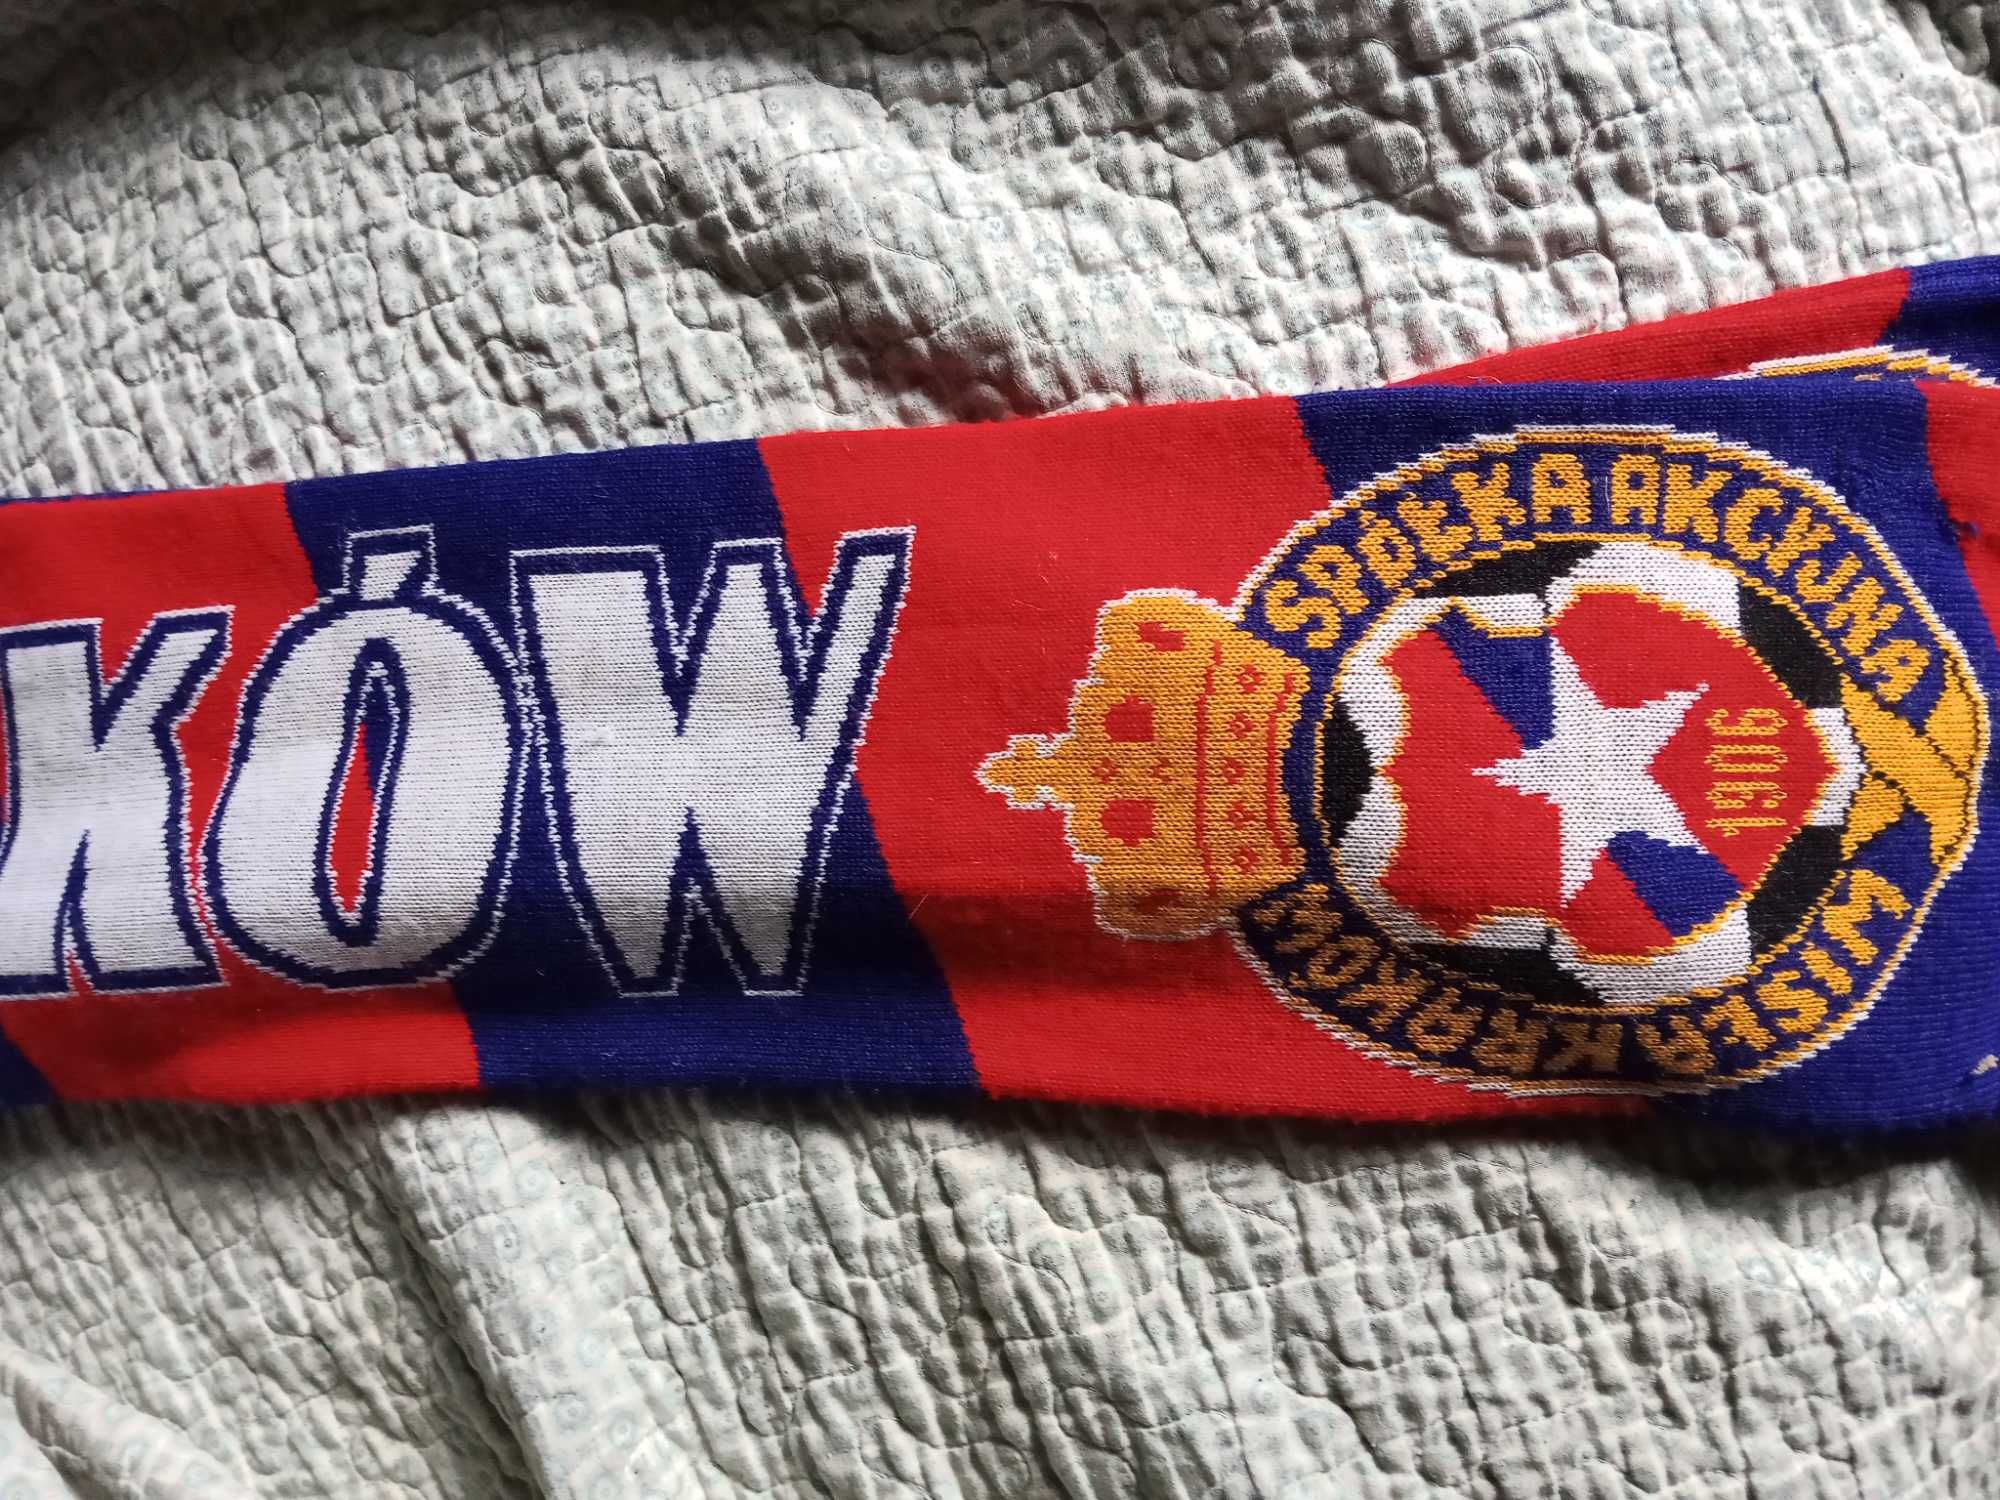 KÓW
WISŁA KRAKÓW
SPÓŁKA AKCYJNA
1906